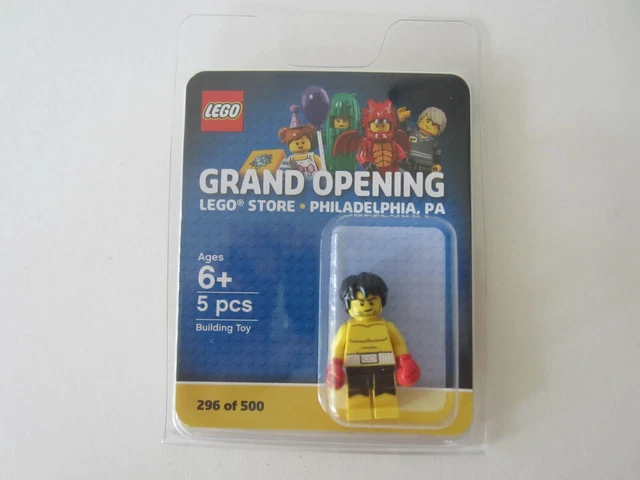 LEGO
GRAND OPENING
LEGO® STORE • PHILADELPHIA, PA
Ages
6+
5 pcs
Building Toy
296 of 500